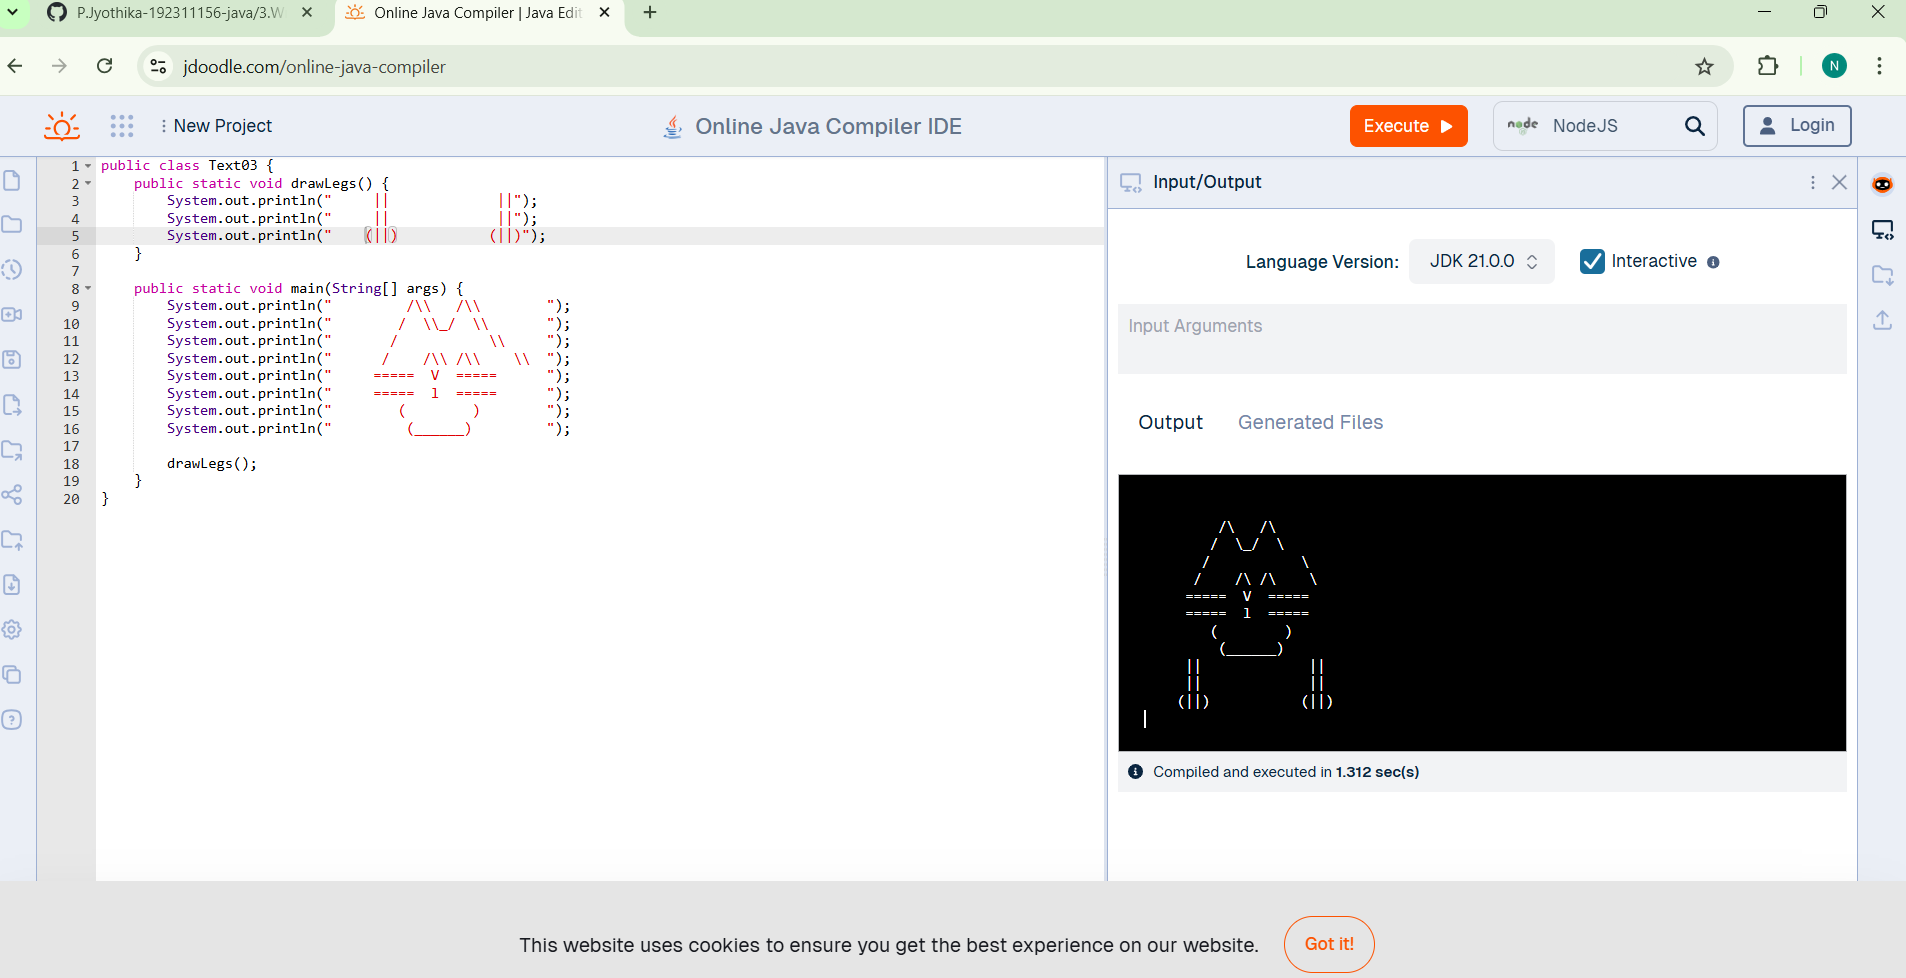 P.Jyothika-192311156-java/3.W
Online Java Compiler | Java Edit
jdoodle.com/online-java-compiler
New Project
Online Java Compiler IDE
Execute
node NodeJS
Login
1 public class Text03 {
2     public static void drawLegs() {
3         System.out.println("     ||             ||");
4         System.out.println("     ||             ||");
5         System.out.println("    (||)           (||)");
6     }
7
8     public static void main(String[] args) {
9         System.out.println("         /\\   /\\        ");
10         System.out.println("        /  \\_/  \\       ");
11         System.out.println("       /           \\     ");
12         System.out.println("      /    /\\ /\\    \\  ");
13         System.out.println("     =====  V  =====      ");
14         System.out.println("     =====  l  =====      ");
15         System.out.println("        (        )        ");
16         System.out.println("         (______)         ");
17
18         drawLegs();
19     }
20 }
Input/Output
Language Version: JDK 21.0.0 Interactive
Input Arguments
Output Generated Files
         /\   /\
        /  \_/  \
       /           \
      /    /\ /\    \
     =====  V  =====
     =====  l  =====
        (        )
         (______)
     ||             ||
     ||             ||
    (||)           (||)
Compiled and executed in 1.312 sec(s)
This website uses cookies to ensure you get the best experience on our website. Got it!
N